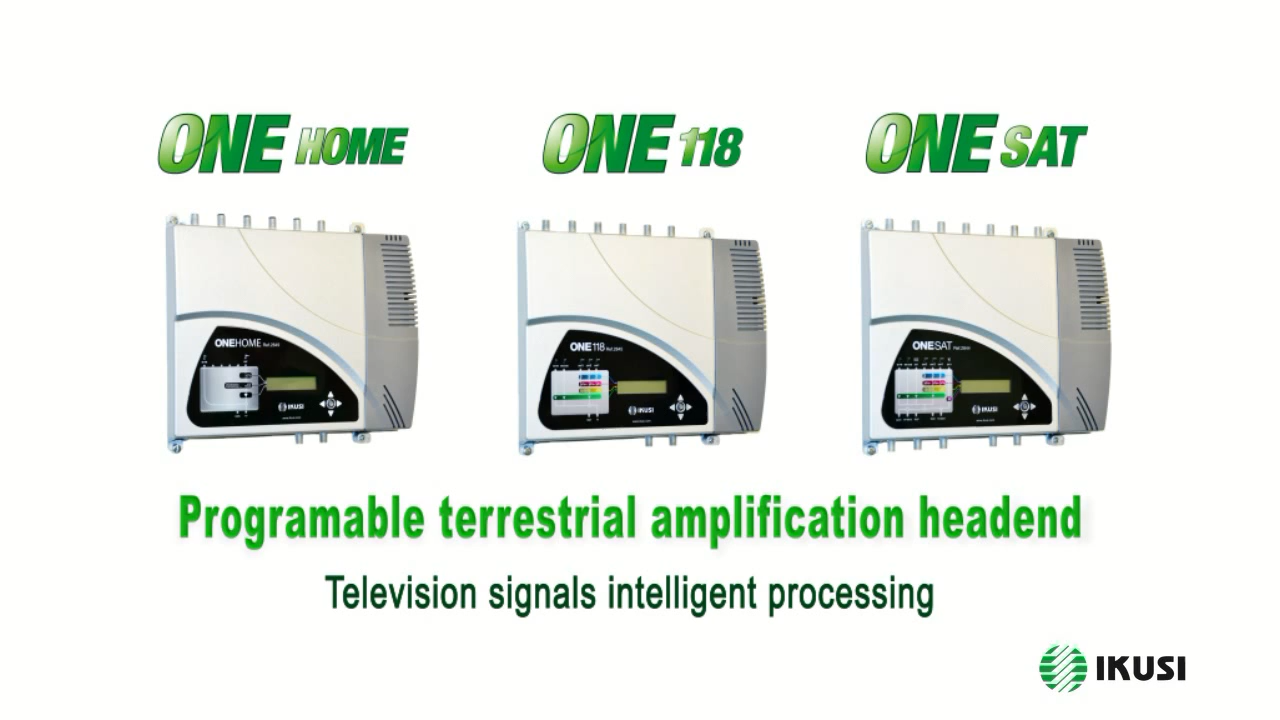 ONE HOME
ONE 118
ONE SAT
ONEHOME
IKUSI
ONE118
IKUSI
ONESAT
IKUSI
Programable terrestrial amplification headend
Television signals intelligent processing
IKUSI